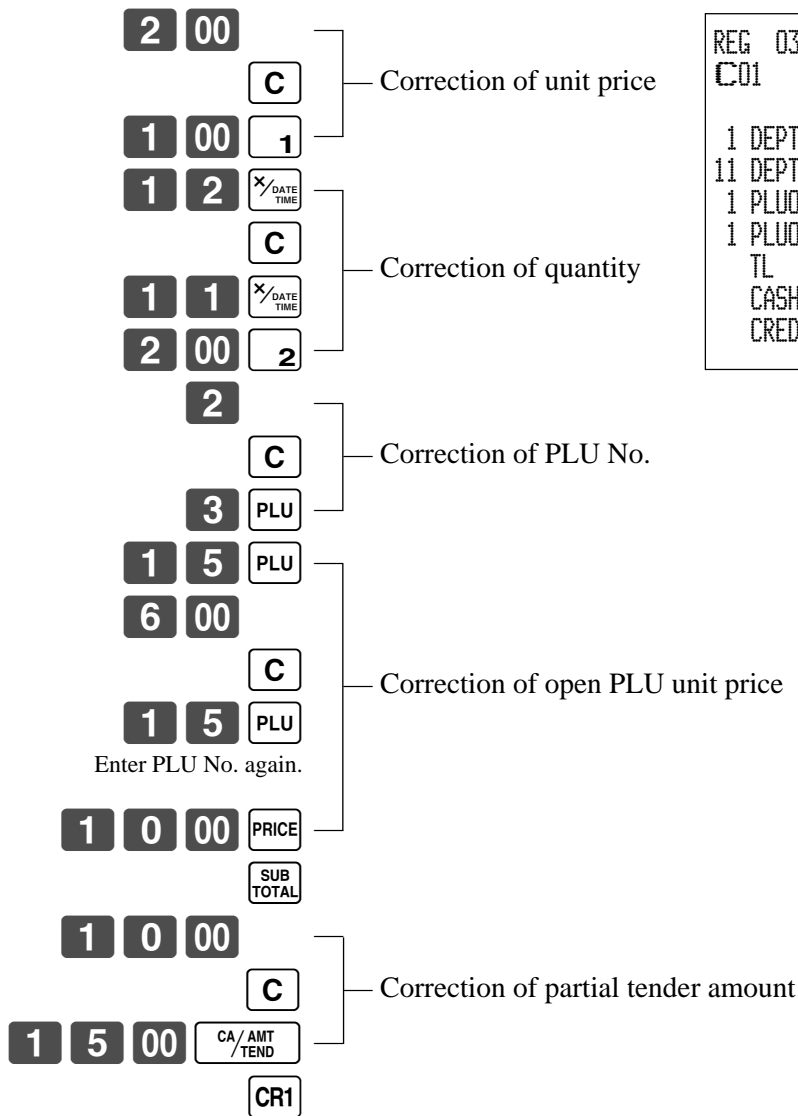 2 00
C
Correction of unit price
1 00 1
1 2 ×/DATE TIME
C
Correction of quantity
1 1 ×/DATE TIME
2 00 2
2
C
Correction of PLU No.
3 PLU
1 5 PLU
6 00
C
Correction of open PLU unit price
1 5 PLU
Enter PLU No. again.
1 0 00 PRICE
SUB TOTAL
1 0 00
C
Correction of partial tender amount
1 5 00 CA/AMT /TEND
CR1
REG 03
C01
1 DEPT
11 DEPT
1 PLU0
1 PLU0
TL
CASH
CRED